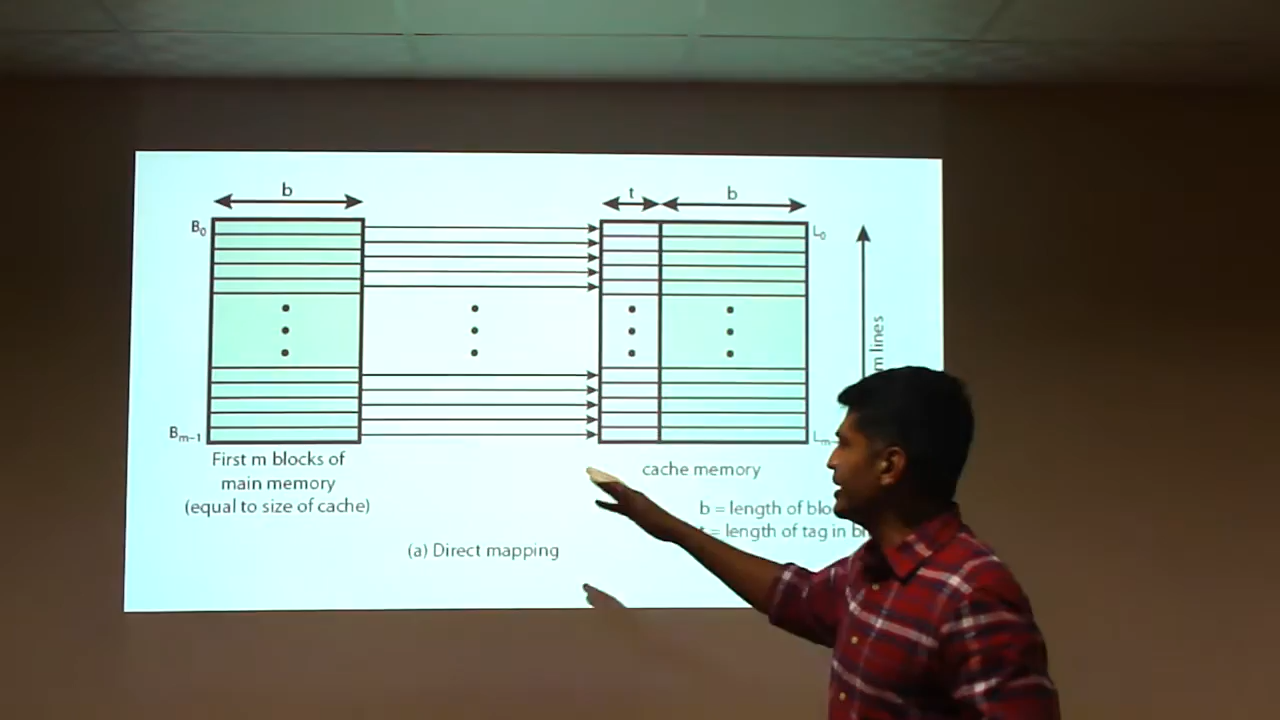 b
t
b
B0
L0
m lines
Bm-1
First m blocks of
main memory
(equal to size of cache)
cache memory
b = length of
= length of tag in
(a) Direct mapping